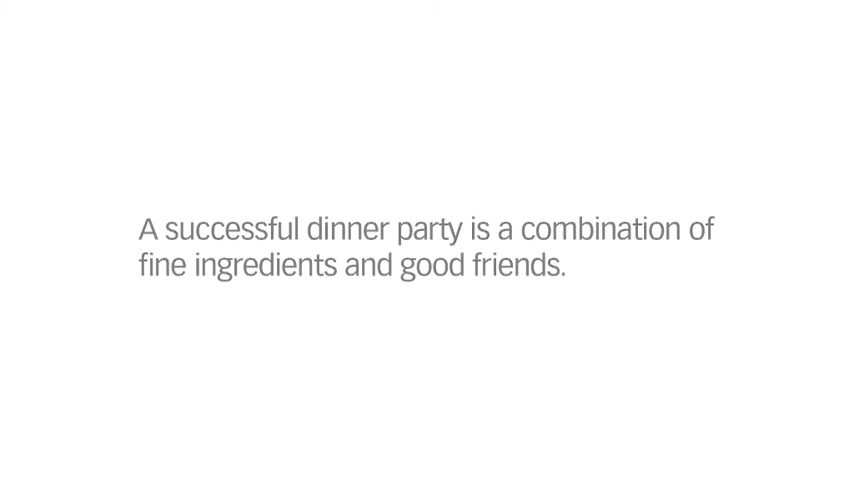 A successful dinner party is a combination of
fine ingredients and good friends.